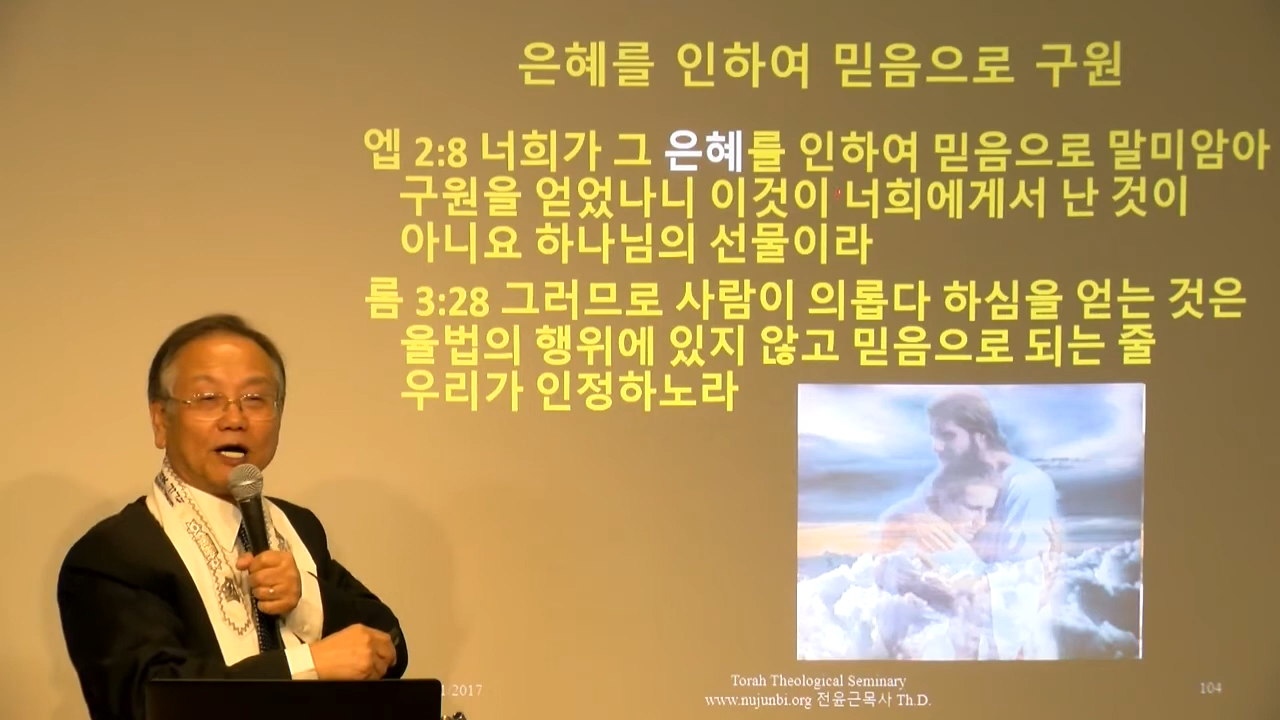 은혜를 인하여 믿음으로 구원
엡 2:8 너희가 그 은혜를 인하여 믿음으로 말미암아
구원을 얻었나니 이것이 너희에게서 난 것이
아니요 하나님의 선물이라
롬 3:28 그러므로 사람이 의롭다 하심을 얻는 것은
율법의 행위에 있지 않고 믿음으로 되는 줄
우리가 인정하노라
2017
Torah Theological Seminary
www.nujunbi.org 전윤근목사 Th.D.
104